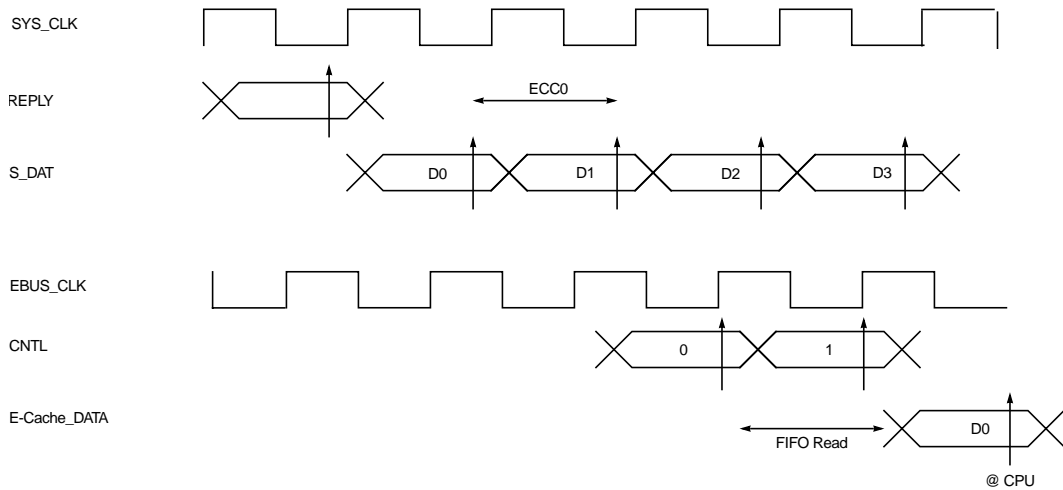 SYS_CLK
REPLY
ECC0
S_DAT
D0 D1 D2 D3
EBUS_CLK
CNTL
0 1
E-Cache_DATA
FIFO Read
D0
@ CPU